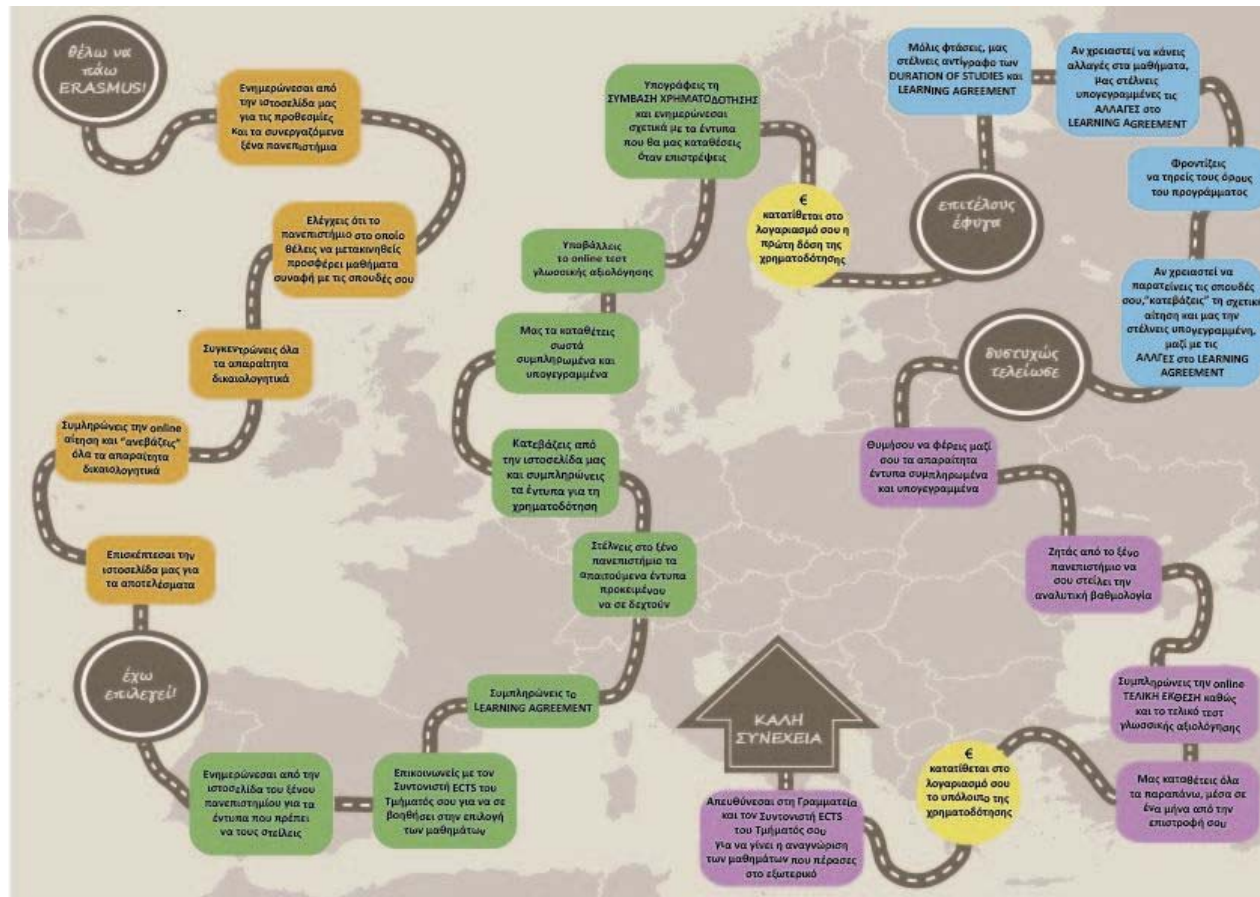 θέλω να
πάω
ERASMUS!
Ενημερώνεσαι από
την ιστοσελίδα μας
για τις προθεσμίες
και τα συνεργαζόμενα
ξένα πανεπιστήμια
Ελέγχεις ότι το
πανεπιστήμιο στο οποίο
θέλεις να μετακινηθείς
προσφέρει μαθήματα
συναφή με τις σπουδές σου
Συγκεντρώνεις όλα
τα απαραίτητα
δικαιολογητικά
Συμληρώνεις την online
αίτηση και "ανεβάζεις"
όλα τα απαραίτητα
δικαιολογητικά
Επισκέπτεσαι την
ιστοσελίδα μας για
τα αποτελέσματα
έχω
επιλεγεί!
Ενημερώνεσαι από την
ιστοσελίδα του ξένου
πανεπιστημίου για τα
έντυπα που πρέπει
να τους στείλεις
Επικοινωνείς με τον
Συντονιστή ECTS του
Τμήματός σου για να σε
βοηθήσει στην επιλογή
των μαθημάτων
Συμπληρώνεις το
LEARNING AGREEMENT
Στέλνεις στο ξένο
πανεπιστήμιο τα
απαιτούμενα έντυπα
προκειμένου
να σε δεχτούν
Κατεβάζεις από
την ιστοσελίδα μας
και συμπληρώνεις
τα έντυπα για τη
χρηματοδότηση
Μας τα καταθέτεις
σωστά
συμπληρωμένα και
υπογεγραμμένα
Υποβάλλεις
το online τεστ
γλωσσικής αξιολόγησης
Υπογράφεις τη
ΣΥΜΒΑΣΗ ΧΡΗΜΑΤΟΔΟΤΗΣΗΣ
και ενημερώνεσαι
σχετικά με τα έντυπα
που θα μας καταθέσεις
όταν επιστρέψεις
€
κατατίθεται στο
λογαριασμό σου η
πρώτη δόση της
χρηματοδότησης
επιτέλους
έφυγα
Μόλις φτάσεις, μας
στέλνεις αντίγραφο των
DURATION OF STUDIES και
LEARNING AGREEMENT
Αν χρειαστεί να κάνεις
αλλαγές στα μαθήματα,
μας στέλνεις
υπογεγραμμένες τις
ΑΛΛΑΓΕΣ στο
LEARNING AGREEMENT
Φροντίζεις
να τηρείς τους όρους
του προγράμματος
Αν χρειαστεί να
παρατείνεις τις σπουδές
σου,"κατεβάζεις" τη σχετικη
αίτηση και μας την
στέλνεις υπογεγραμμένη,
μαζί με τις
ΑΛΛΓΕΣ στο LEARNING
AGREEMENT
δυστυχώς
τελείωσε
Θυμήσου να φέρεις μαζί
σου τα απαραίτητα
έντυπα συμπληρωμένα
και υπογεγραμμένα
Ζητάς από το ξένο
πανεπιστήμιο να
σου στείλει την
αναλυτική βαθμολογία
Συμπληρώνεις την online
ΤΕΛΙΚΗ ΕΚΘΕΣΗ καθώς
και το τελικό τεστ
γλωσσικής αξιολόγησης
Μας καταθέτεις όλα
τα παραπάνω, μέσα σε
ένα μήνα από την
επιστροφή σου
€
κατατίθεται στο
λογαριασμό σου
το υπόλοιπο της
χρηματοδότησης
Απευθύνεσαι στη Γραμματεία
και τον Συντονιστή ECTS
του Τμήματός σου
για να γίνει η αναγνώριση
των μαθημάτων που πέρασες
στο εξωτερικό
ΚΑΛΗ
ΣΥΝΕΧΕΙΑ